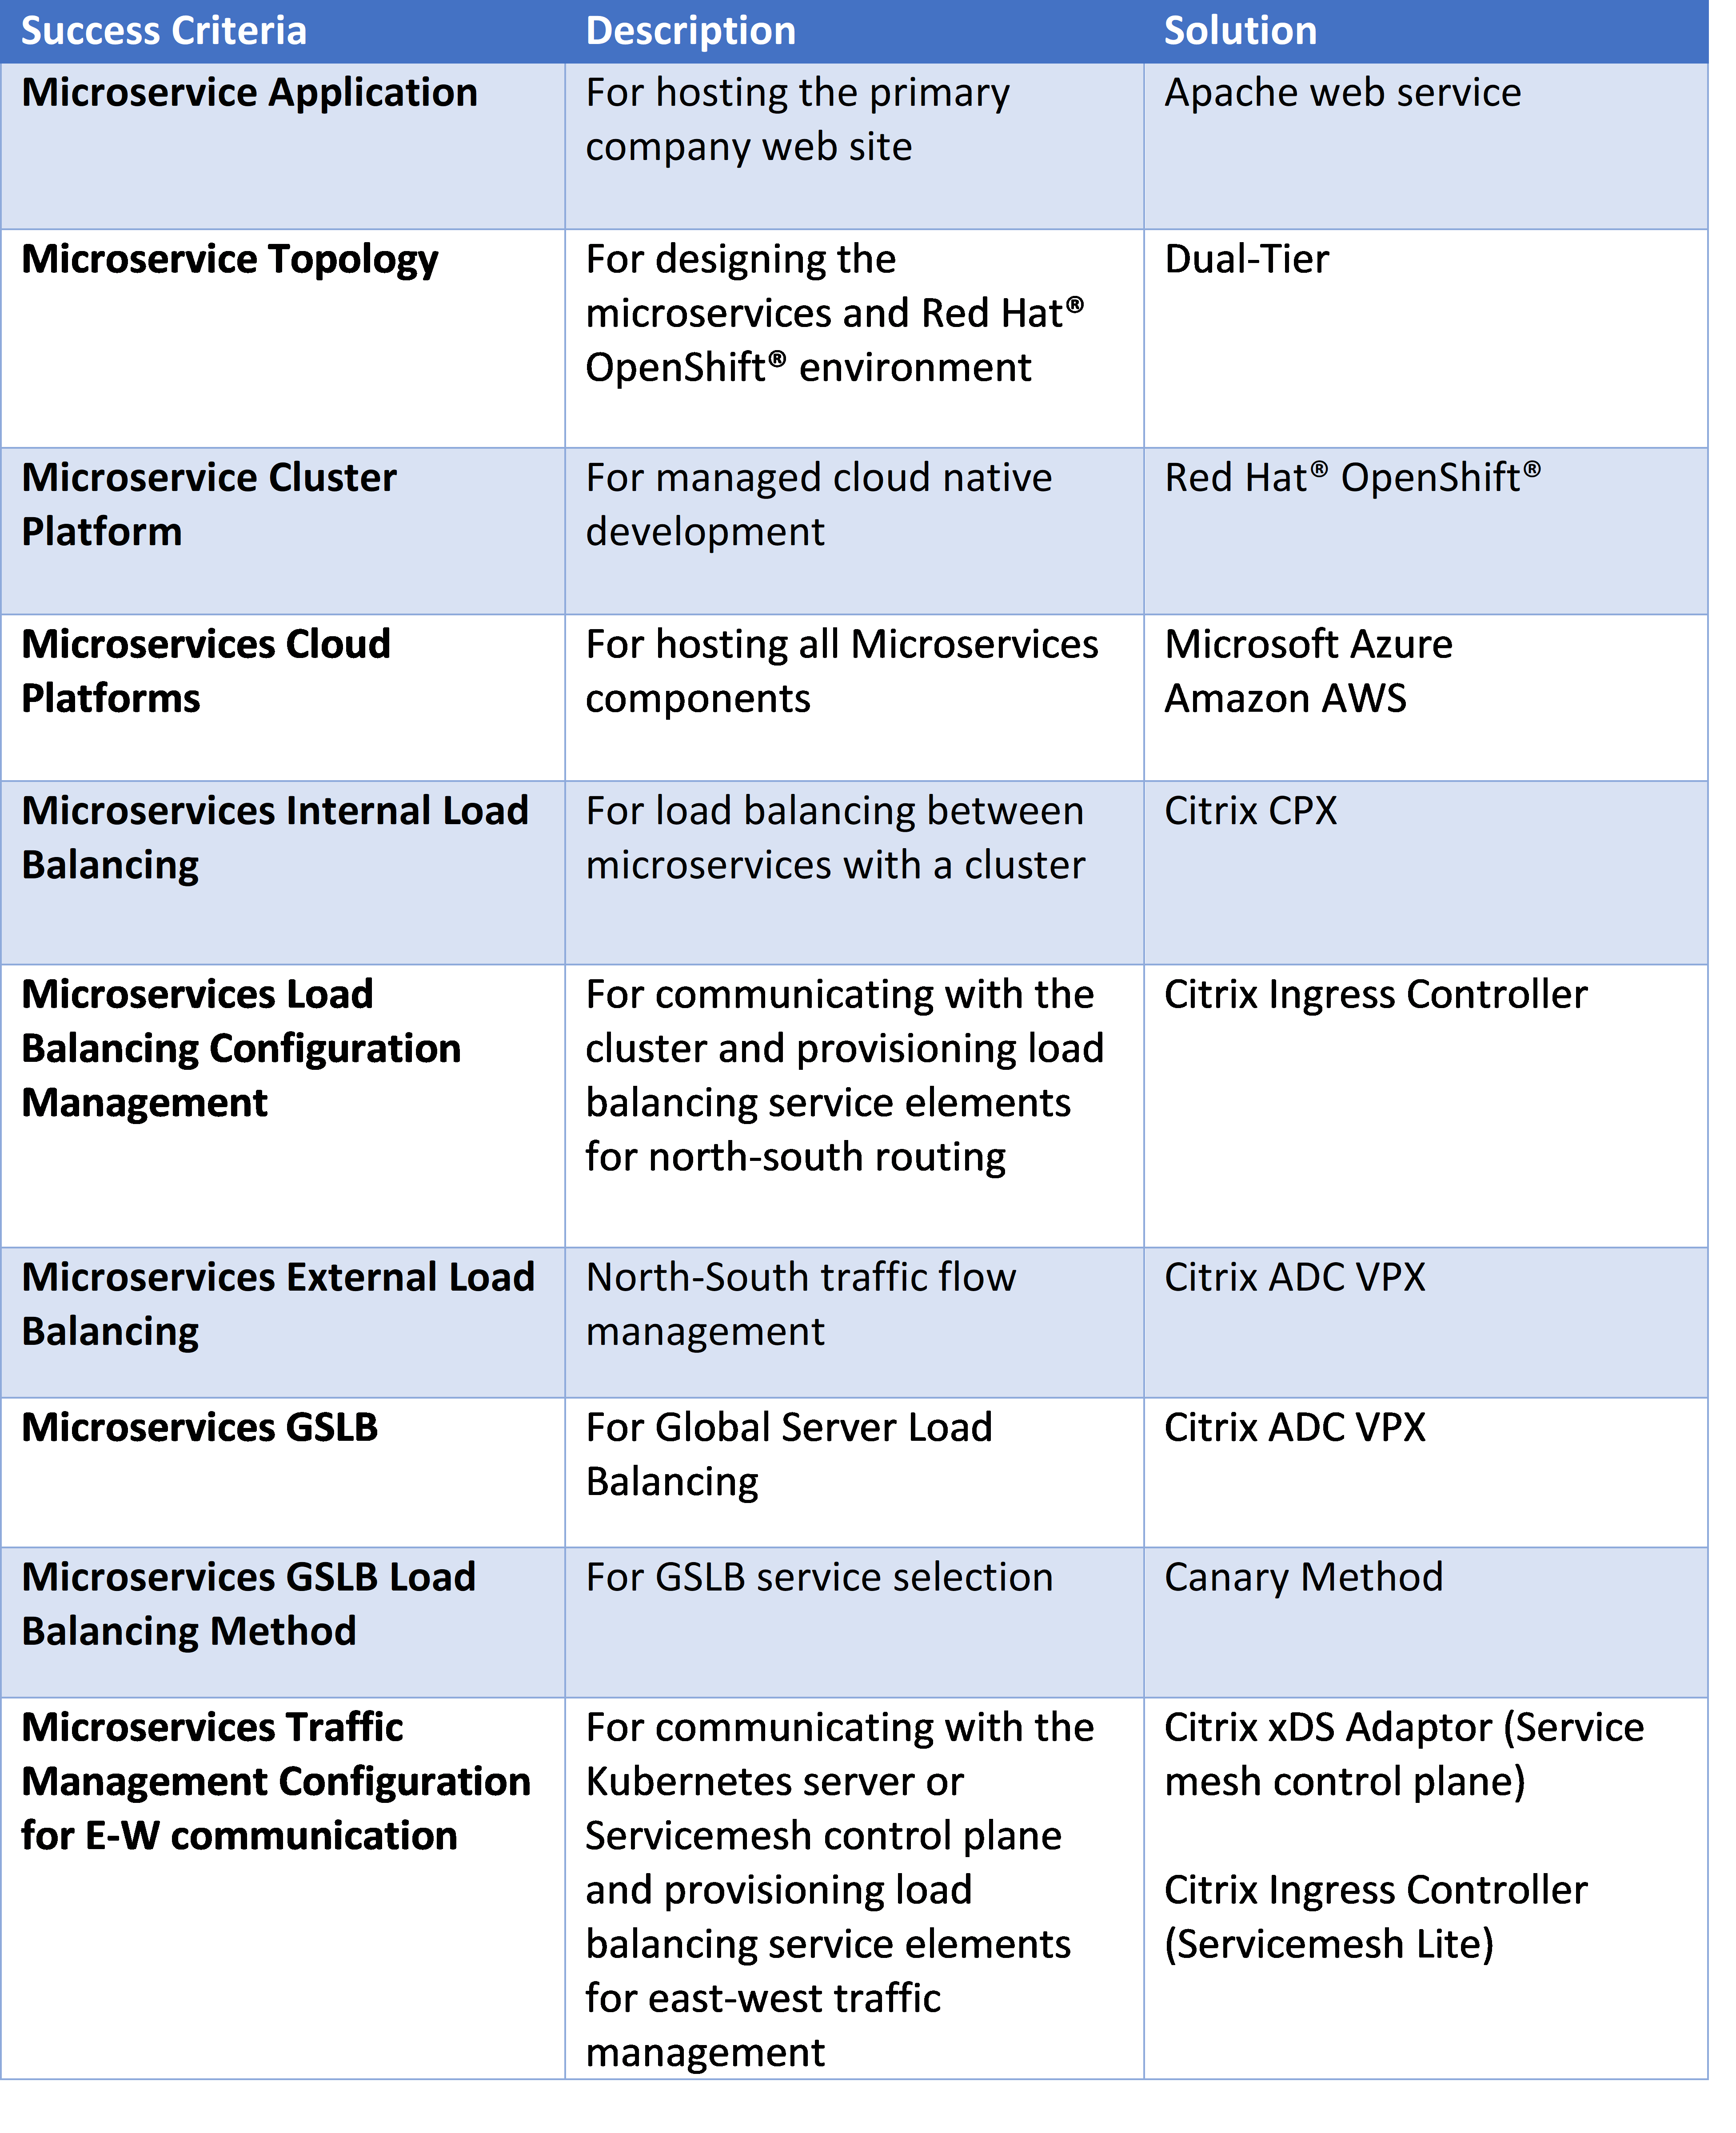 Success Criteria
Description
Solution
Microservice Application
For hosting the primary
company web site
Apache web service
Microservice Topology
For designing the
microservices and Red Hat®
OpenShift® environment
Dual-Tier
Microservice Cluster
Platform
For managed cloud native
development
Red Hat® OpenShift®
Microservices Cloud
Platforms
For hosting all Microservices
components
Microsoft Azure
Amazon AWS
Microservices Internal Load
Balancing
For load balancing between
microservices with a cluster
Citrix CPX
Microservices Load
Balancing Configuration
Management
For communicating with the
cluster and provisioning load
balancing service elements
for north-south routing
Citrix Ingress Controller
Microservices External Load
Balancing
North-South traffic flow
management
Citrix ADC VPX
Microservices GSLB
For Global Server Load
Balancing
Citrix ADC VPX
Microservices GSLB Load
Balancing Method
For GSLB service selection
Canary Method
Microservices Traffic
Management Configuration
for E-W communication
For communicating with the
Kubernetes server or
Servicemesh control plane
and provisioning load
balancing service elements
for east-west traffic
management
Citrix xDS Adaptor (Service
mesh control plane)
Citrix Ingress Controller
(Servicemesh Lite)